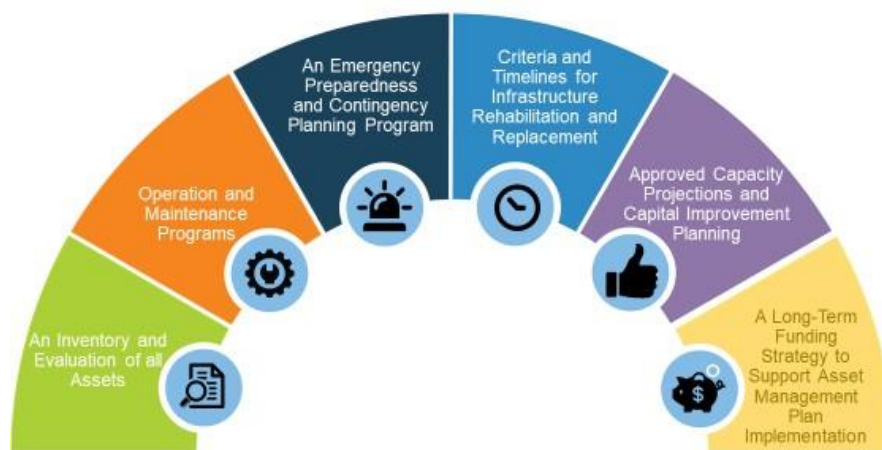 An Inventory and
Evaluation of all
Assets
Operation and
Maintenance
Programs
An Emergency
Preparedness
and Contingency
Planning Program
Criteria and
Timelines for
Infrastructure
Rehabilitation and
Replacement
Approved Capacity
Projections and
Capital Improvement
Planning
A Long-Term
Funding
Strategy to
Support Asset
Management
Plan
Implementation
$